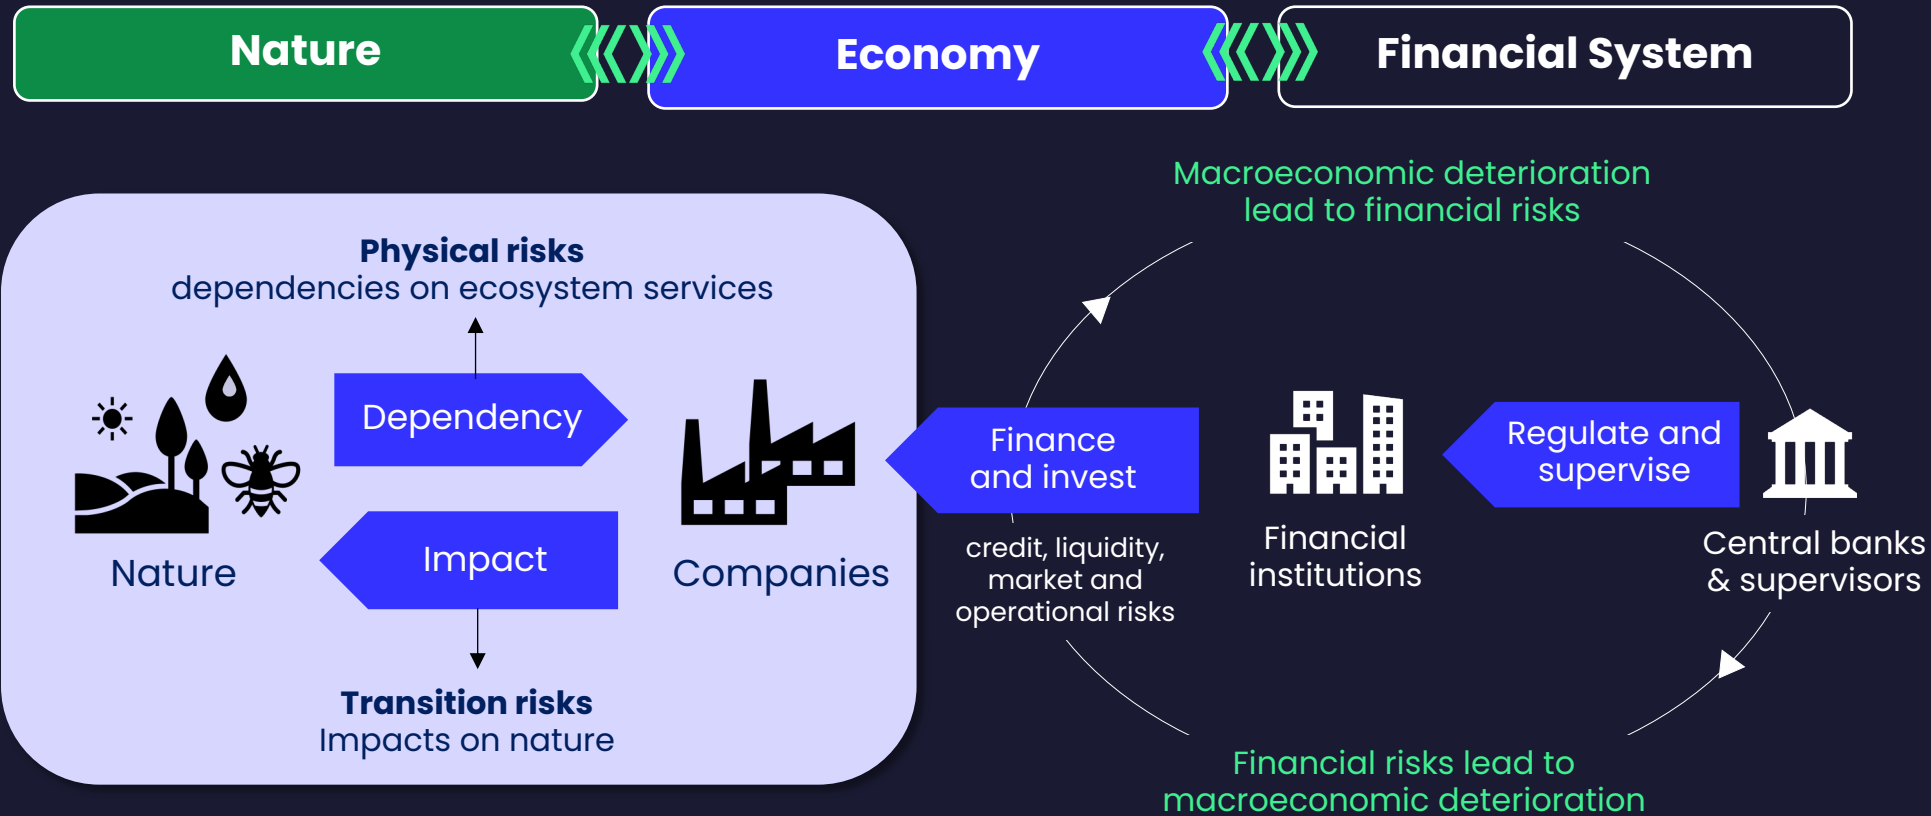 Nature
Economy
Financial System
Macroeconomic deterioration
lead to financial risks
Physical risks
dependencies on ecosystem services
Dependency
Impact
Nature
Companies
Transition risks
Impacts on nature
Finance
and invest
credit, liquidity,
market and
operational risks
Financial
institutions
Regulate and
supervise
Central banks
& supervisors
Financial risks lead to
macroeconomic deterioration